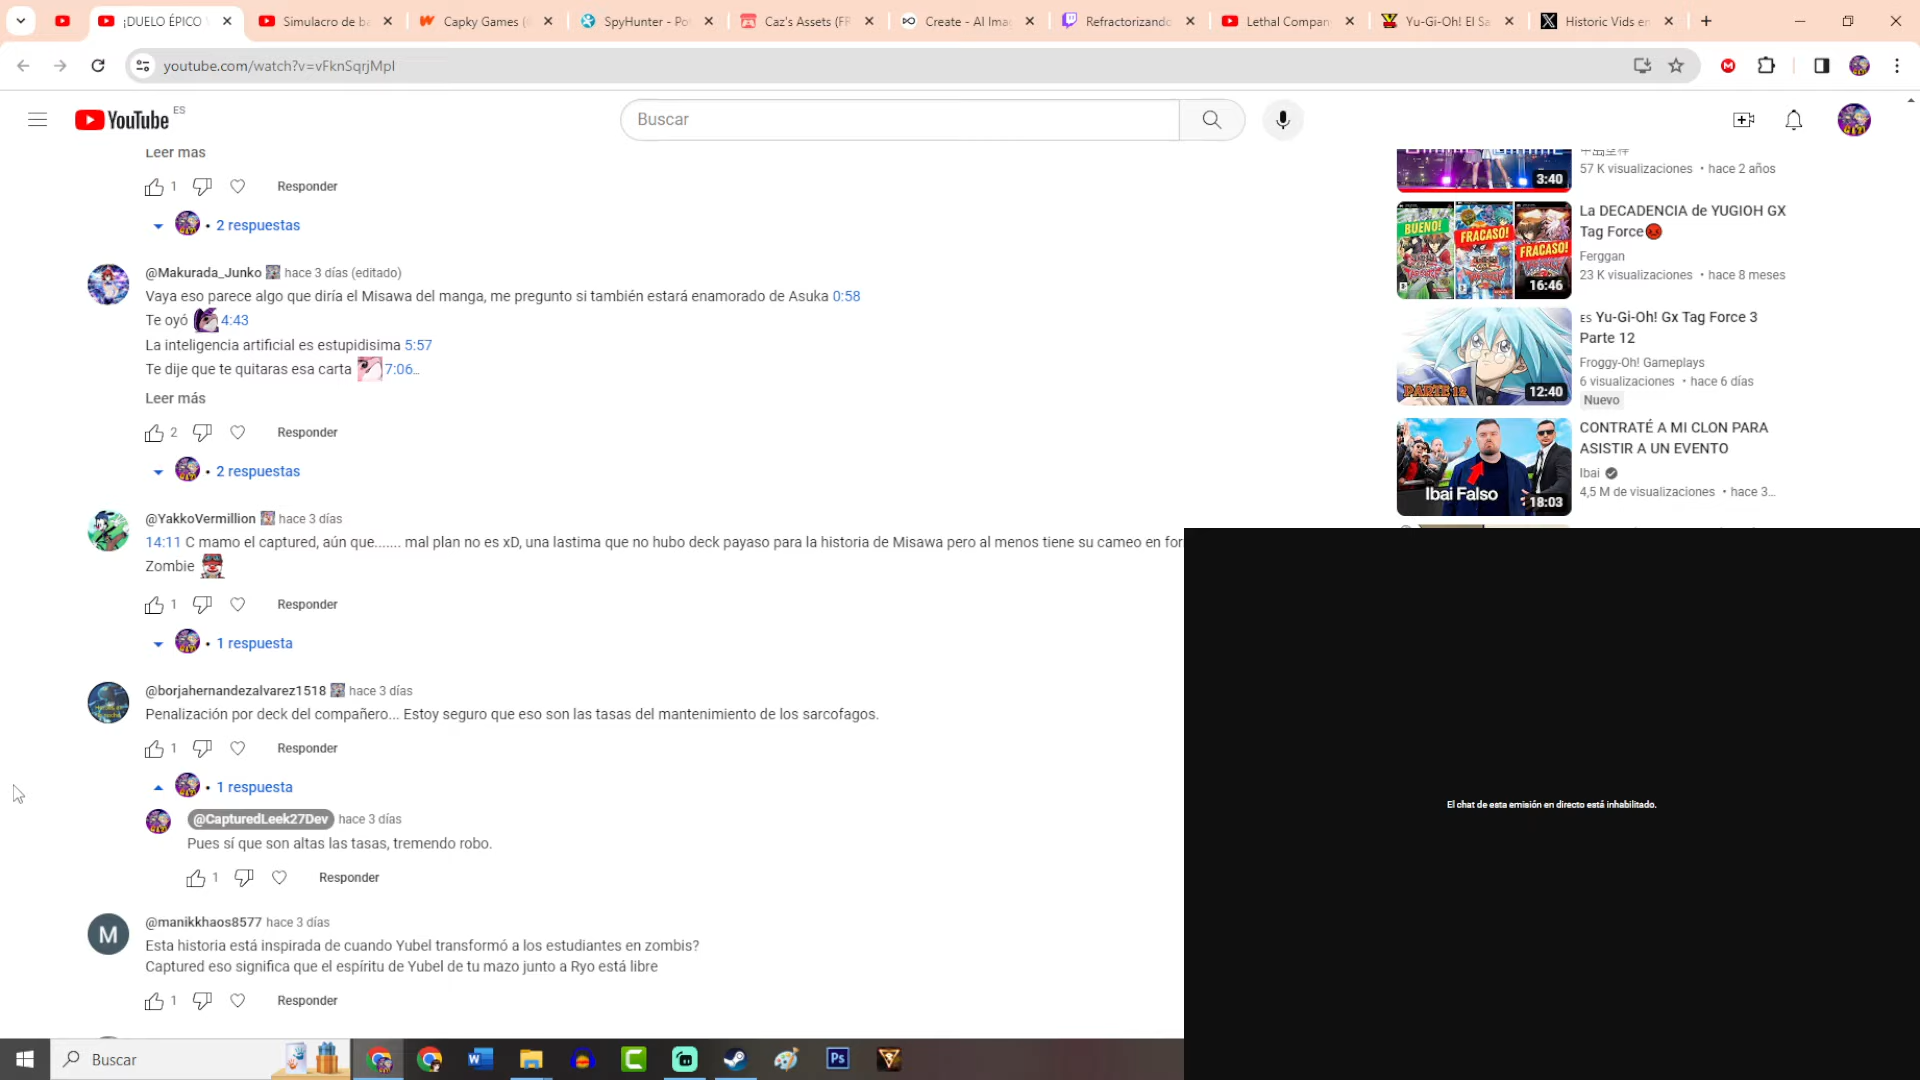 ¡DUELO ÉPICO
Simulacro de ba
Capky Games (
SpyHunter - Po
Caz's Assets (FR
Create - AI Ima
Refractorizando
Lethal Compan
Yu-Gi-Oh! El Sa
Historic Vids en
youtube.com/watch?v=vFknSqrjMpI
YouTube ES
Buscar
Leer más
1 Responder
• 2 respuestas
@Makurada_Junko hace 3 días (editado)
Vaya eso parece algo que diría el Misawa del manga, me pregunto si también estará enamorado de Asuka 0:58
Te oyó 4:43
La inteligencia artificial es estupidisima 5:57
Te dije que te quitaras esa carta 7:06...
Leer más
2 Responder
• 2 respuestas
@YakkoVermillion hace 3 días
14:11 C mamo el captured, aún que....... mal plan no es xD, una lastima que no hubo deck payaso para la historia de Misawa pero al menos tiene su cameo en for
Zombie
1 Responder
• 1 respuesta
@borjahernandezalvarez1518 hace 3 días
Penalización por deck del compañero... Estoy seguro que eso son las tasas del mantenimiento de los sarcofagos.
1 Responder
• 1 respuesta
@CapturedLeek27Dev hace 3 días
Pues sí que son altas las tasas, tremendo robo.
1 Responder
M
@manikkhaos8577 hace 3 días
Esta historia está inspirada de cuando Yubel transformó a los estudiantes en zombis?
Captured eso significa que el espíritu de Yubel de tu mazo junto a Ryo está libre
1 Responder
3:40
57 K visualizaciones • hace 2 años
BUENO!
FRACASO!
FRACASO!
16:46
La DECADENCIA de YUGIOH GX
Tag Force
Ferggan
23 K visualizaciones • hace 8 meses
PARTE 12
12:40
ES Yu-Gi-Oh! Gx Tag Force 3
Parte 12
Froggy-Oh! Gameplays
6 visualizaciones • hace 6 días
Nuevo
Ibai Falso
18:03
CONTRATÉ A MI CLON PARA
ASISTIR A UN EVENTO
Ibai
4,5 M de visualizaciones • hace 3...
El chat de esta emisión en directo está inhabilitado.
Buscar
Ps